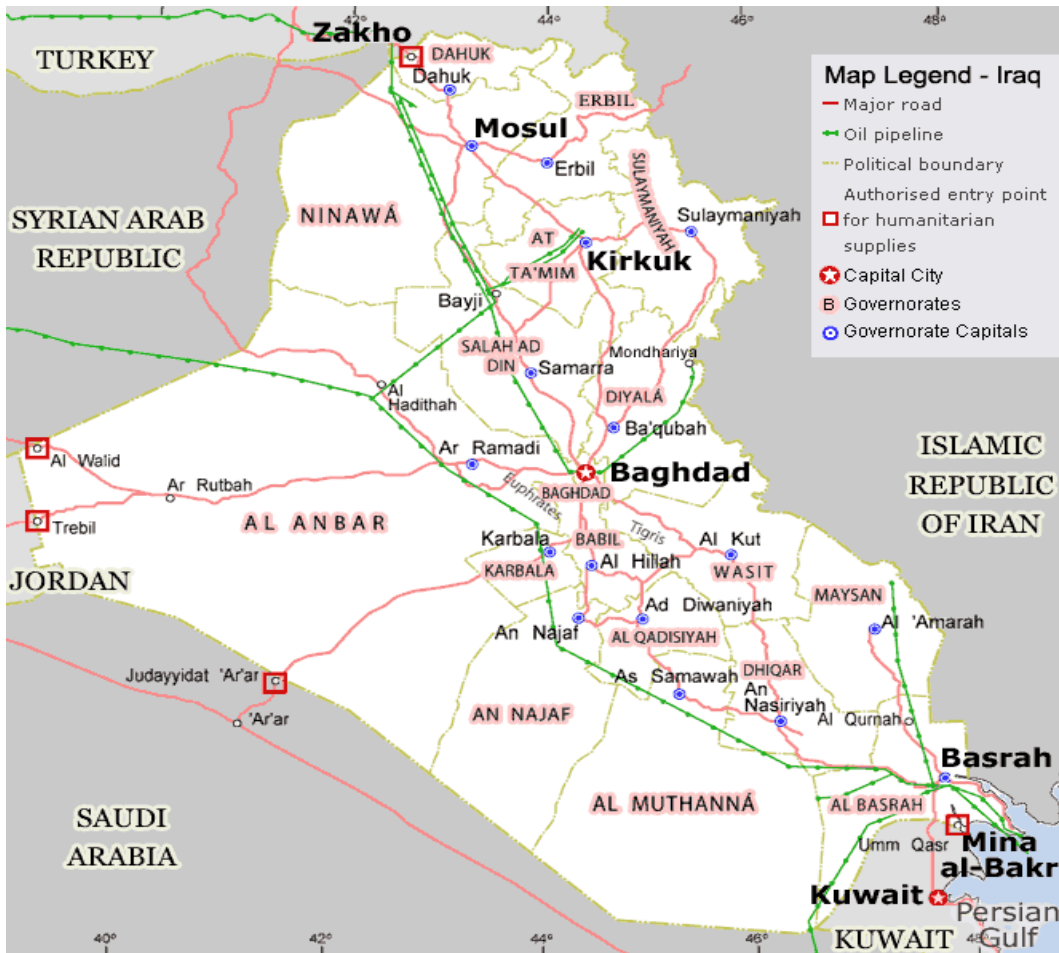 42
44
46
48
Zakho
TURKEY
DAHUK
Dahuk
Map Legend - Iraq
Major road
Oil pipeline
Political boundary
Authorised entry point
for humanitarian
supplies
Capital City
B Governorates
Governorate Capitals
ERBIL
Mosul
Erbil
SULAYMANIYAH
SYRIAN ARAB
REPUBLIC
NINAWÁ
Sulaymaniyah
AT
TA'MIM
Kirkuk
Bayji
SALAH AD
DIN
Samarra
Mondhariya
DIYALÁ
Al
Hadithah
Ba'qubah
Ar Ramadi
Al Walid
Ar Rutbah
Baghdad
BAGHDAD
Euphrates
Tigris
ISLAMIC
REPUBLIC
OF IRAN
Trebil
AL ANBAR
Karbala
BABIL
Al Kut
JORDAN
KARBALA
Al Hillah
WASIT
MAYSAN
Ad Diwaniyah
An Najaf
AL QADISIYAH
Al 'Amarah
Judayyidat 'Ar'ar
As Samawah
DHIQAR
An
Nasiriyah
'Ar'ar
AN NAJAF
Al Qurnah
Basrah
SAUDI
ARABIA
AL MUTHANNÁ
AL BASRAH
Umm Qasr
Mina
al-Bakr
Kuwait
Persian
Gulf
KUWAIT
40
42
44
46
48